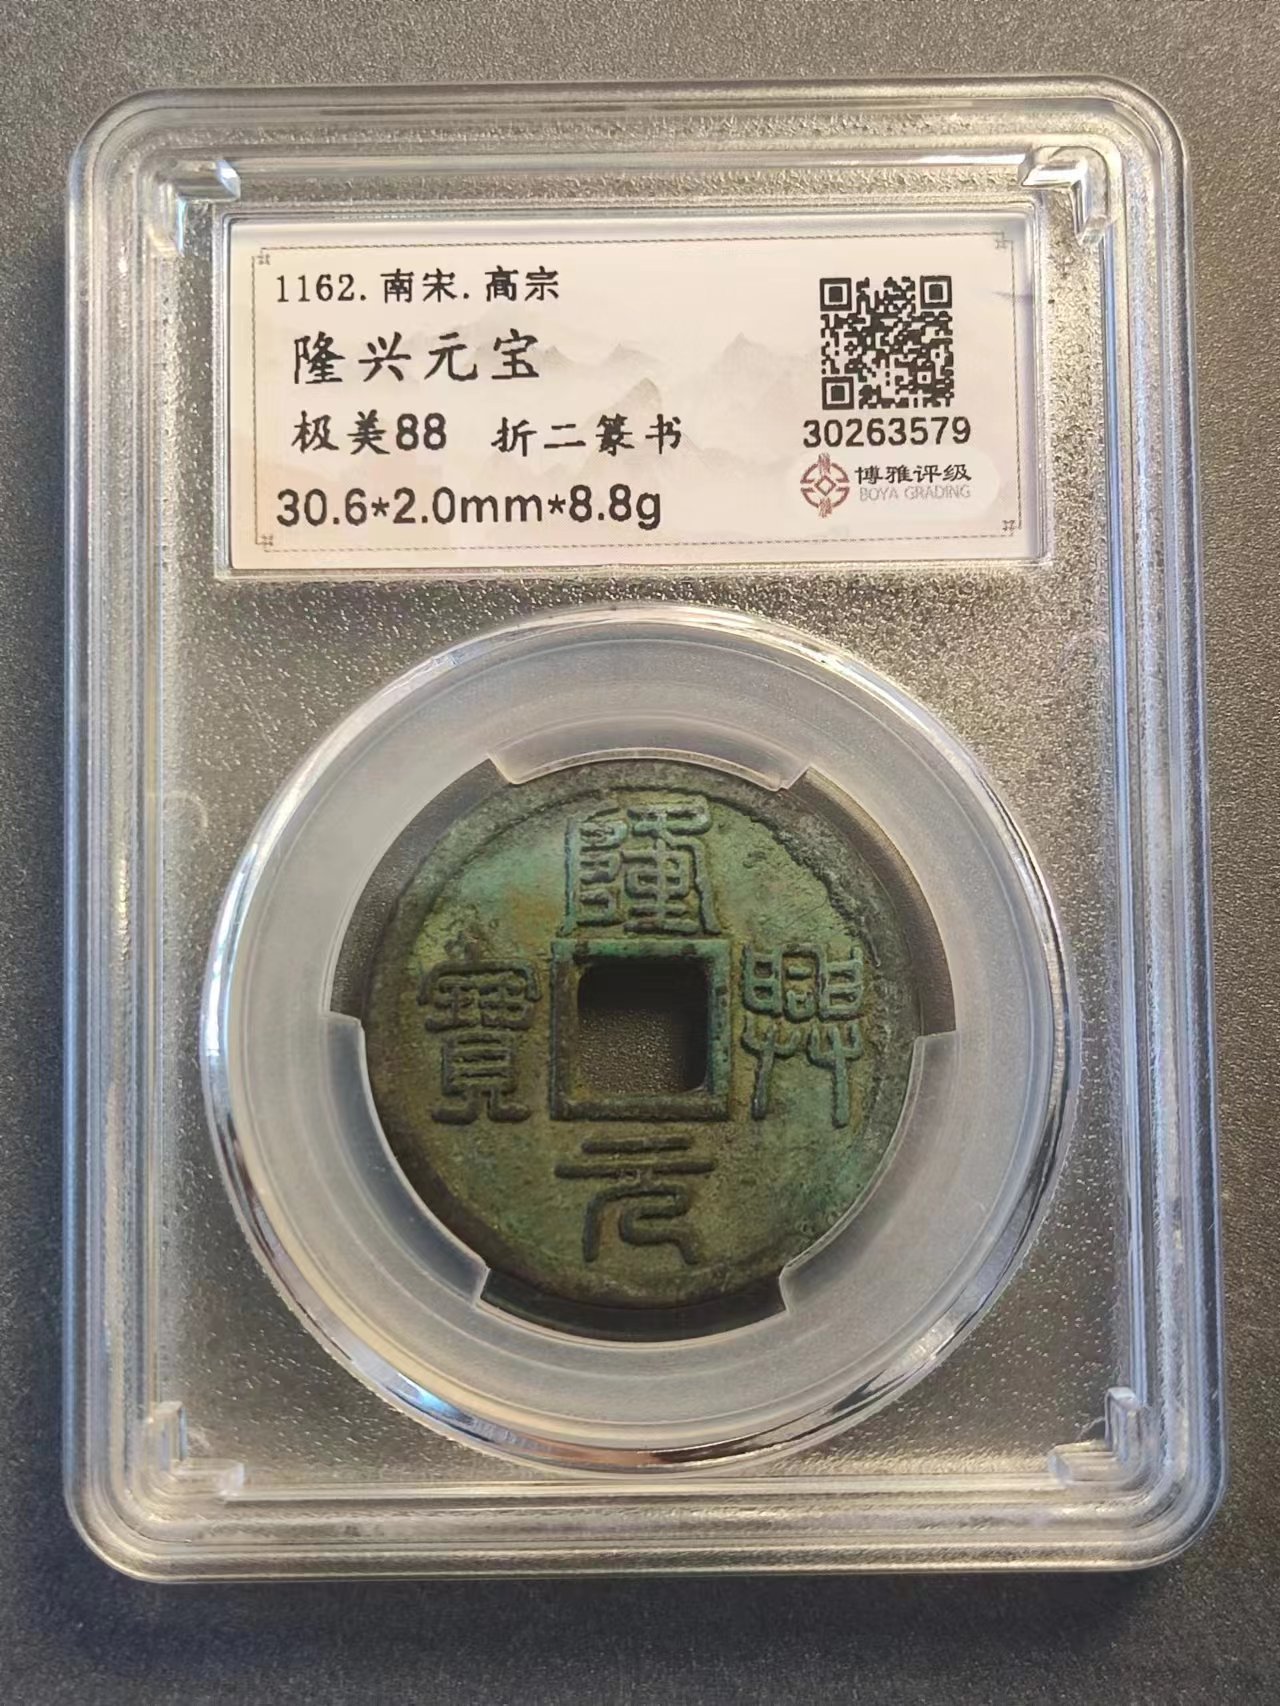 1162.南宋.高宗
隆兴元宝
极美88 折二篆书
30.6*2.0mm*8.8g
30263579
博雅评级
BOYA GRADING
隆
興
元
寶